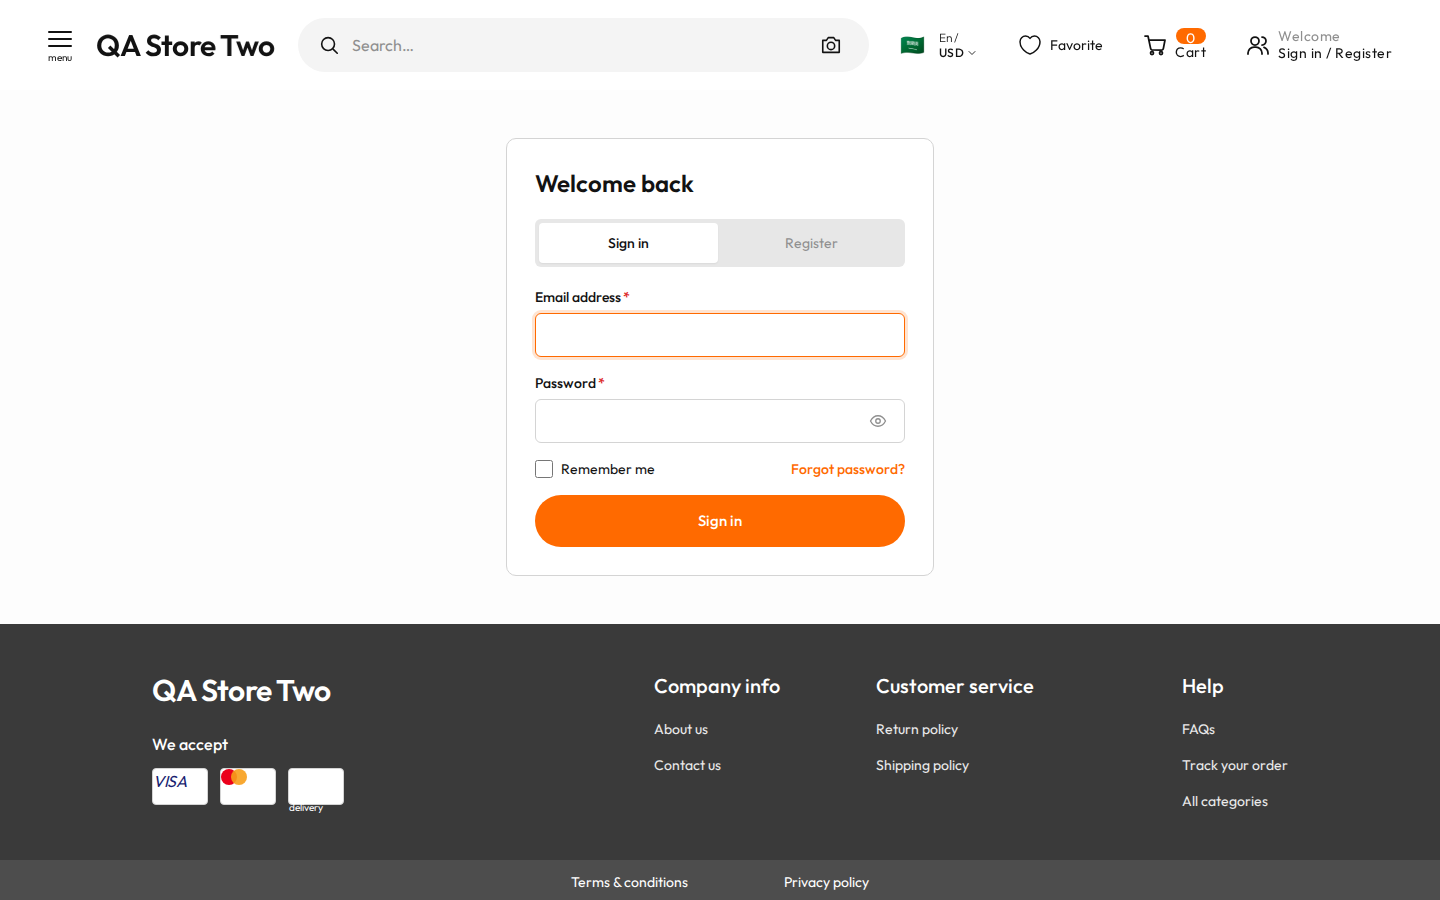 menu
QA Store Two
Search...
En/
USD
Favorite
0
Cart
Welcome
Sign in / Register
Welcome back
Sign in
Register
Email address *
Password *
Remember me
Forgot password?
Sign in
QA Store Two
We accept
VISA
delivery
Company info
About us
Contact us
Customer service
Return policy
Shipping policy
Help
FAQs
Track your order
All categories
Terms & conditions
Privacy policy